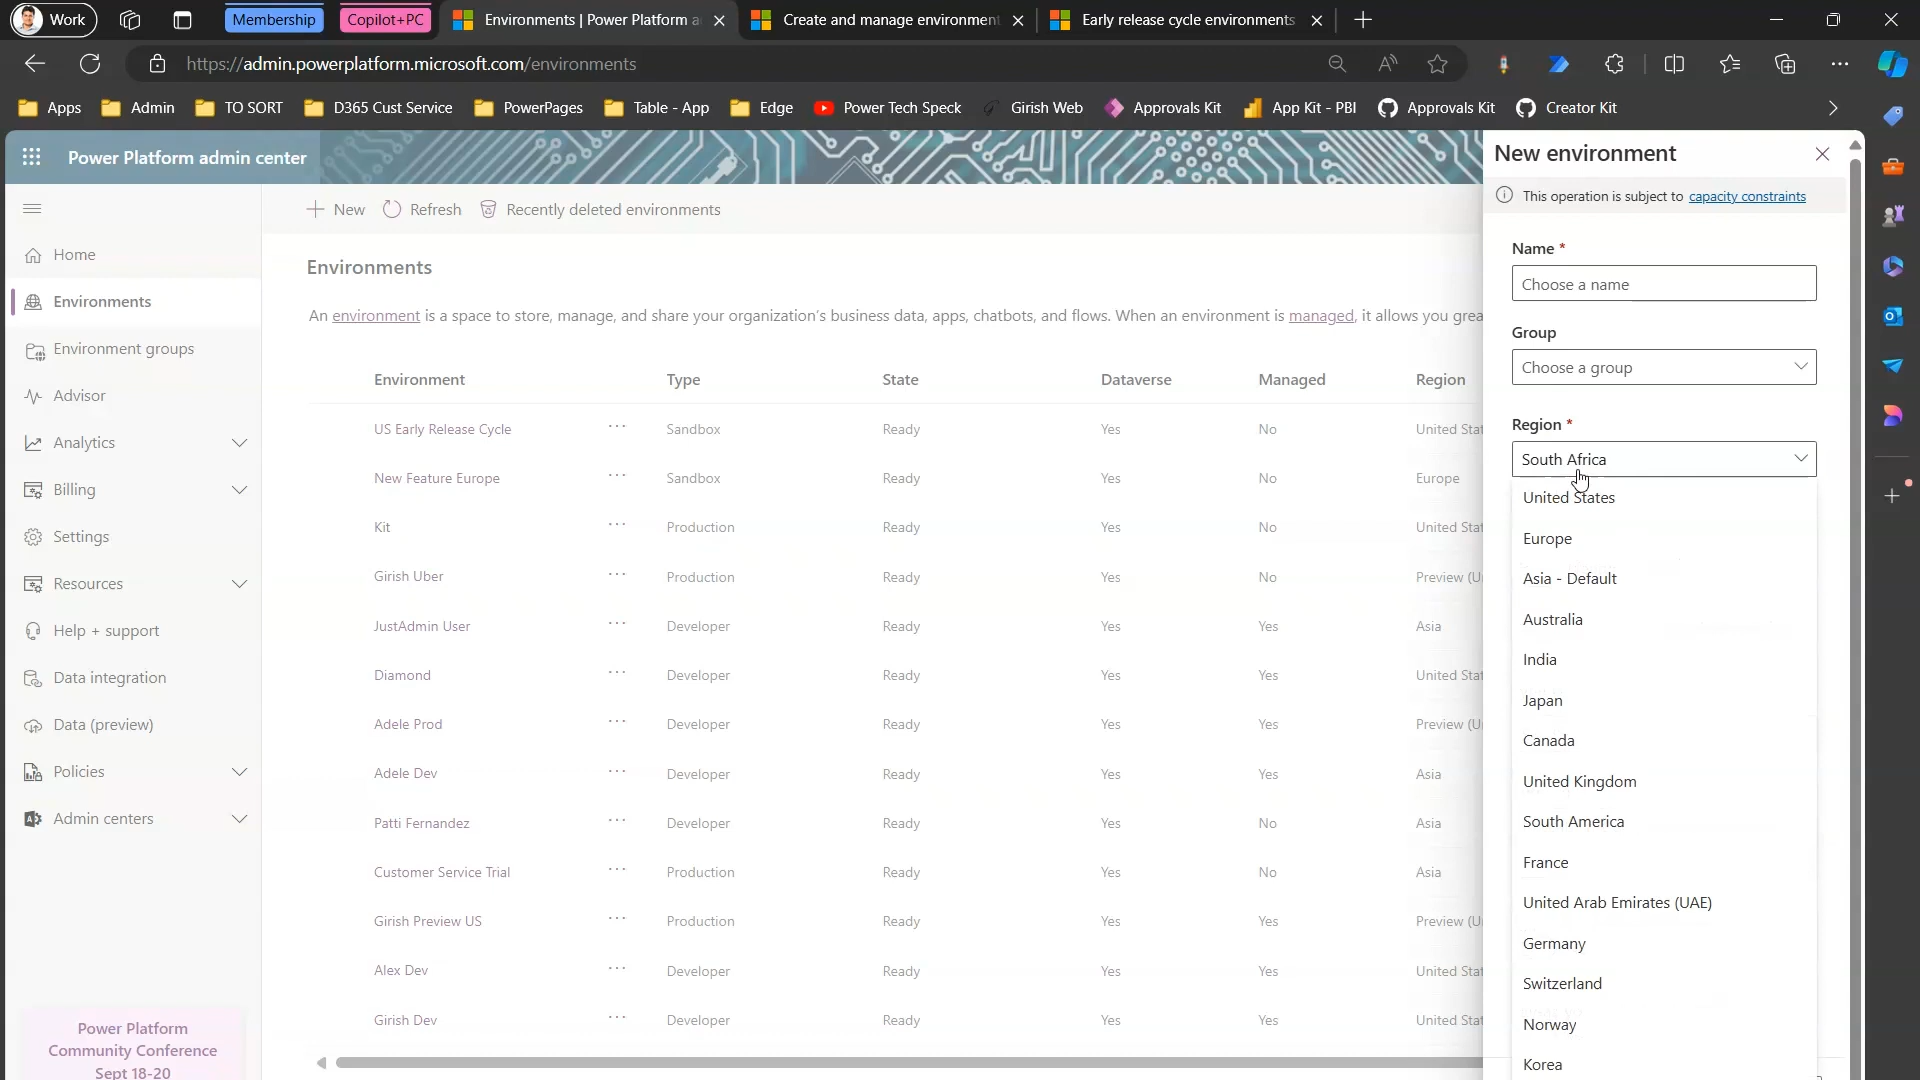 Work
Membership
Copilot+PC
Environments | Power Platform a
Create and manage environment
Early release cycle environments
https://admin.powerplatform.microsoft.com/environments
Apps
Admin
TO SORT
D365 Cust Service
PowerPages
Table - App
Edge
Power Tech Speck
Girish Web
Approvals Kit
App Kit - PBI
Approvals Kit
Creator Kit
Power Platform admin center
New
Refresh
Recently deleted environments
Home
Environments
Environment groups
Advisor
Analytics
Billing
Settings
Resources
Help + support
Data integration
Data (preview)
Policies
Admin centers
Power Platform
Community Conference
Sept 18-20
Environments
An environment is a space to store, manage, and share your organization's business data, apps, chatbots, and flows. When an environment is managed, it allows you grea
Environment Type State Dataverse Managed Region
US Early Release Cycle ... Sandbox Ready Yes No United Stat
New Feature Europe ... Sandbox Ready Yes No Europe
Kit ... Production Ready Yes No United Stat
Girish Uber ... Production Ready Yes No Preview (U
JustAdmin User ... Developer Ready Yes Yes Asia
Diamond ... Developer Ready Yes Yes United Stat
Adele Prod ... Developer Ready Yes Yes Preview (U
Adele Dev ... Developer Ready Yes Yes Asia
Patti Fernandez ... Developer Ready Yes No Asia
Customer Service Trial ... Production Ready Yes No Asia
Girish Preview US ... Production Ready Yes Yes Preview (U
Alex Dev ... Developer Ready Yes Yes United Stat
Girish Dev ... Developer Ready Yes Yes United Stat
New environment
This operation is subject to capacity constraints
Name *
Choose a name
Group
Choose a group
Region *
South Africa
United States
Europe
Asia - Default
Australia
India
Japan
Canada
United Kingdom
South America
France
United Arab Emirates (UAE)
Germany
Switzerland
Norway
Korea